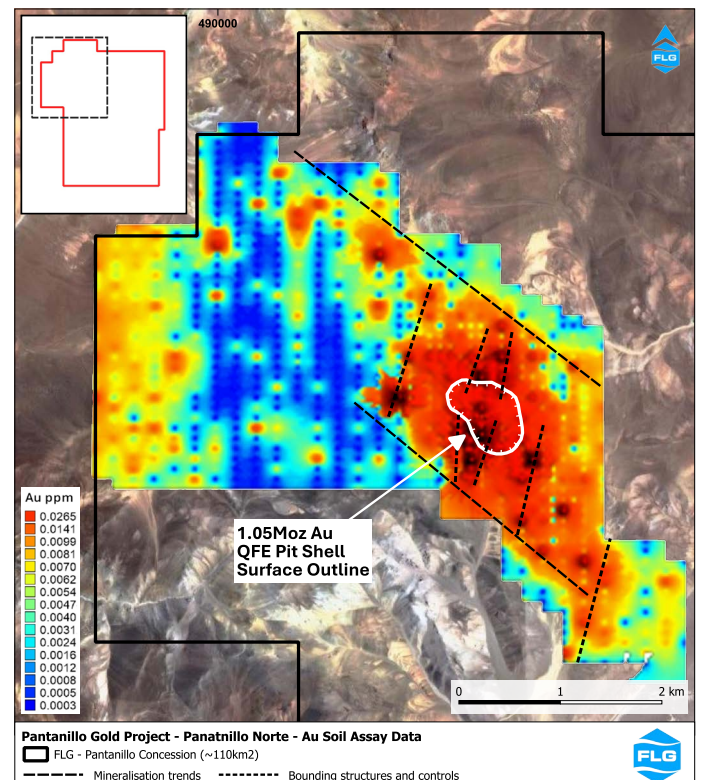 490000
FLG
1.05Moz Au
QFE Pit Shell
Surface Outline
Au ppm
0.0265
0.0141
0.0099
0.0081
0.0070
0.0062
0.0054
0.0047
0.0040
0.0031
0.0024
0.0016
0.0012
0.0008
0.0005
0.0003
0 1 2 km
Pantanillo Gold Project - Panatnillo Norte - Au Soil Assay Data
FLG - Pantanillo Concession (~110km2)
Mineralisation trends Bounding structures and controls
FLG